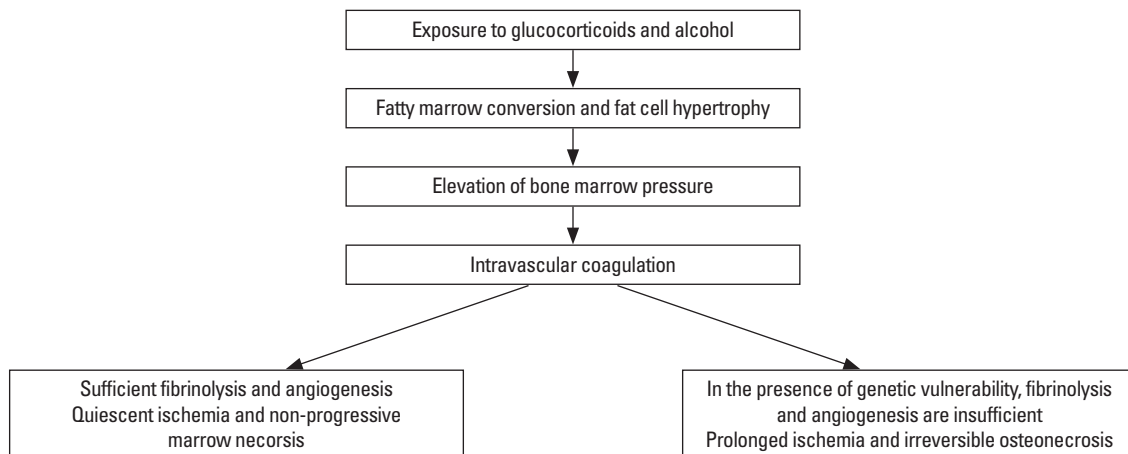 Exposure to glucocorticoids and alcohol
Fatty marrow conversion and fat cell hypertrophy
Elevation of bone marrow pressure
Intravascular coagulation
Sufficient fibrinolysis and angiogenesis
Quiescent ischemia and non-progressive
marrow necorsis
In the presence of genetic vulnerability, fibrinolysis
and angiogenesis are insufficient
Prolonged ischemia and irreversible osteonecrosis